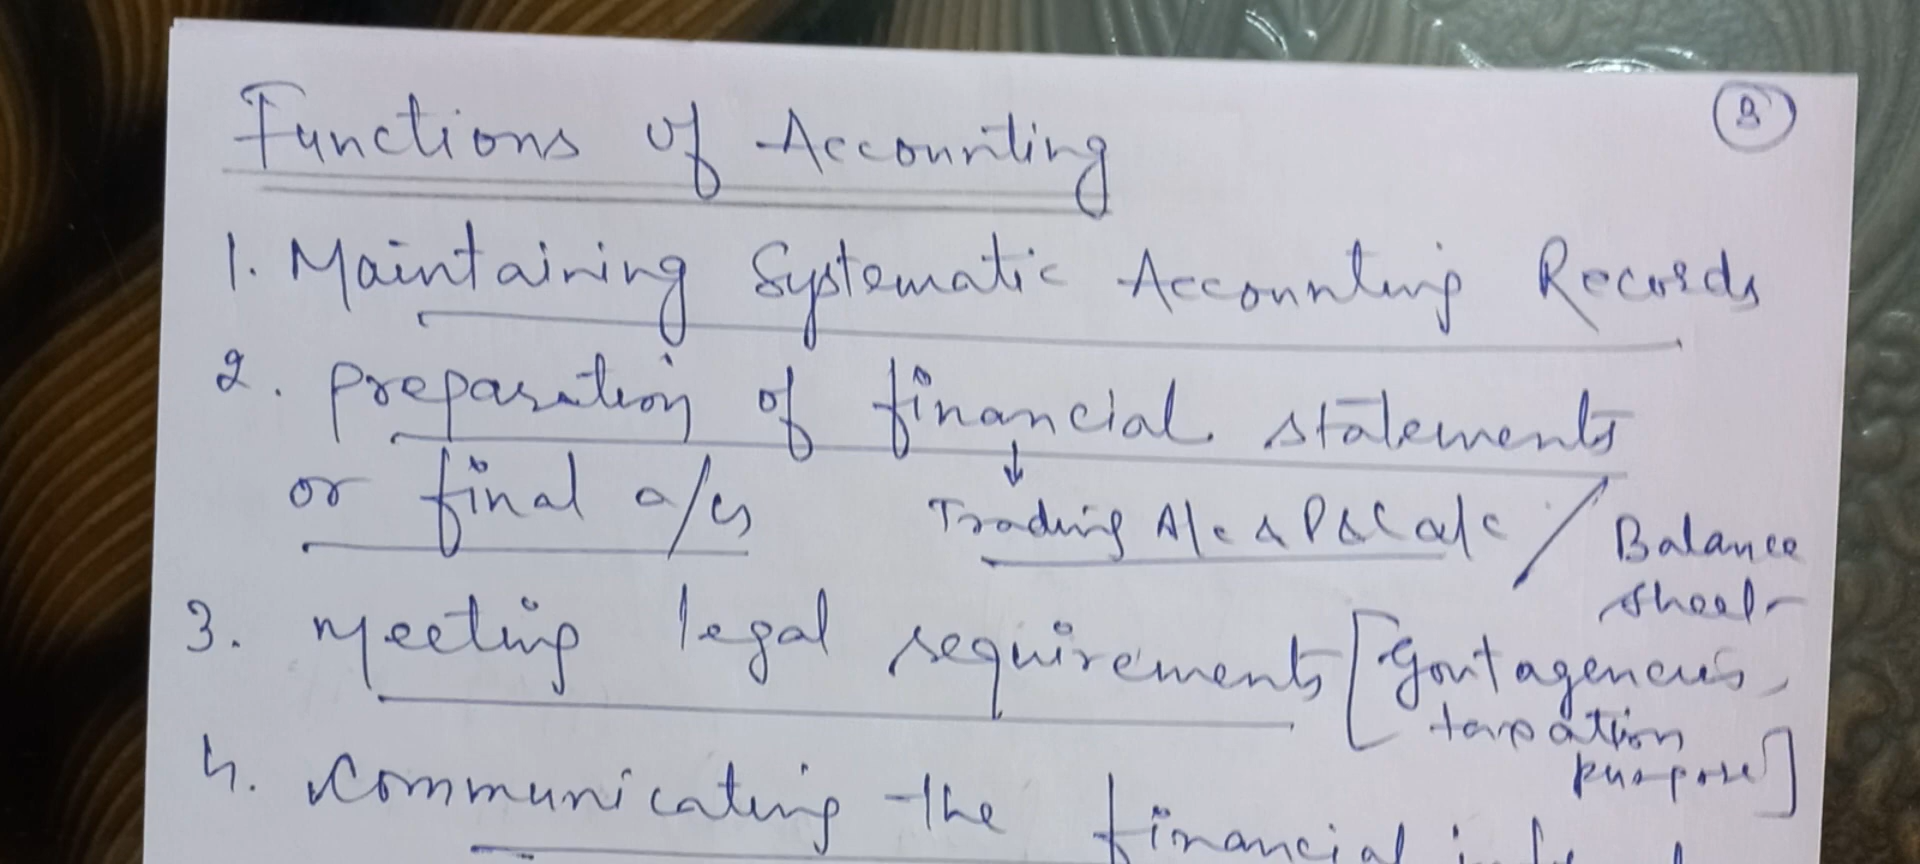 Functions of Accounting
8
1. Maintaining Systematic Accounting Records
2. preparation of financial statements
or final a/cs
↓
Trading A/c & P&L a/c / Balance
sheet
3. Meeting legal requirements [Govt agencies,
taxation
purpose]
4. Communicating the financial